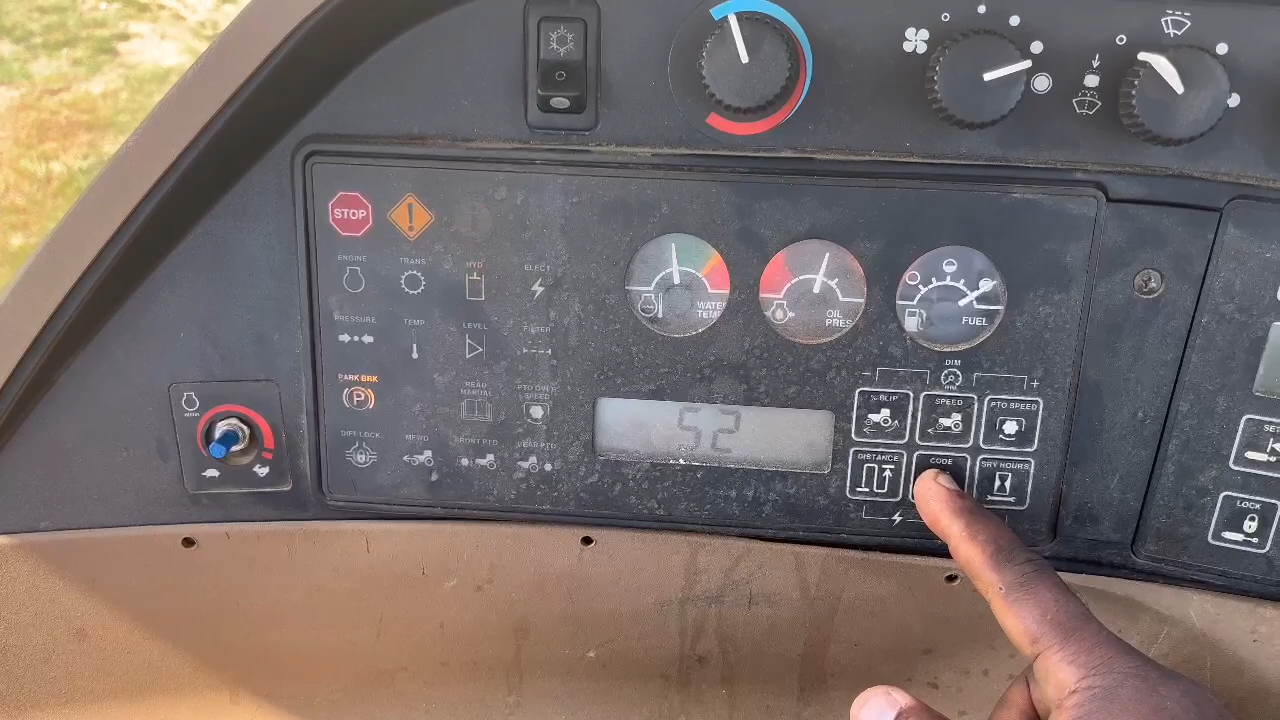 STOP
!
ENGINE
TRANS
HYD
ELECT
WATER
TEMP
OIL
PRES
FUEL
PRESSURE
TEMP
LEVEL
FILTER
DIM
- +
PARK BRK
P
READ
MANUAL
PTO OVER
SPEED
52
% SLIP
SPEED
PTO SPEED
DIFF LOCK
MFWD
FRONT PTO
REAR PTO
DISTANCE
CODE
SRV HOURS
SET
LOCK